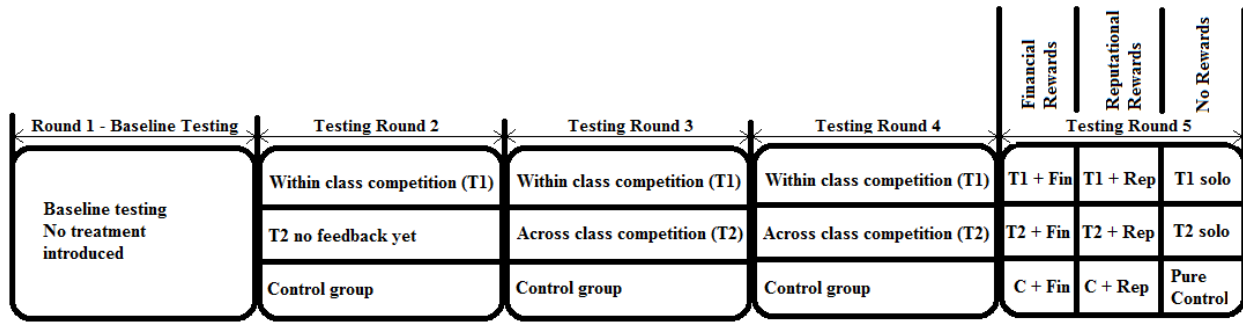 Financial
Rewards
Reputational
Rewards
No Rewards
Round 1 - Baseline Testing
Testing Round 2
Testing Round 3
Testing Round 4
Testing Round 5
Baseline testing
No treatment
introduced
Within class competition (T1)
Within class competition (T1)
Within class competition (T1)
T1 + Fin
T1 + Rep
T1 solo
T2 no feedback yet
Across class competition (T2)
Across class competition (T2)
T2 + Fin
T2 + Rep
T2 solo
Control group
Control group
Control group
C + Fin
C + Rep
Pure
Control